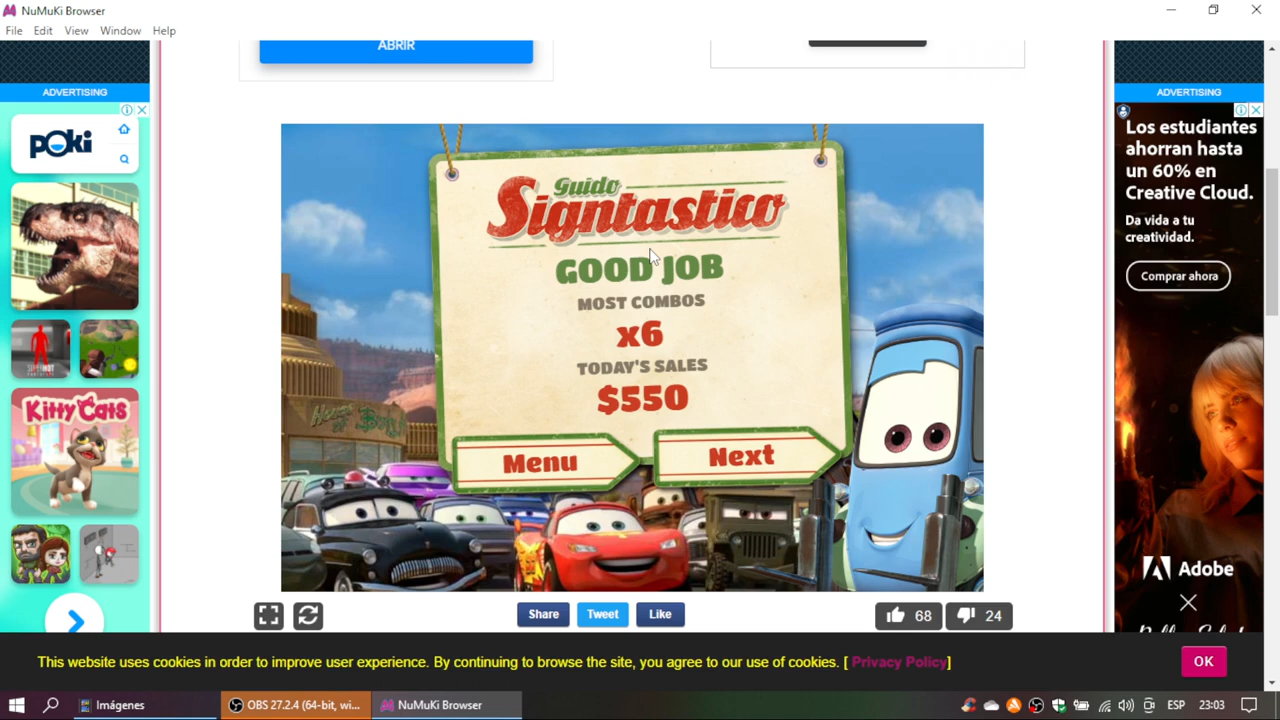 NuMuKi Browser
File Edit View Window Help
ABRIR
ADVERTISING
ADVERTISING
poki
SUPERHOT
KiTTY CATS
Los estudiantes
ahorran hasta
un 60% en
Creative Cloud.
Da vida a tu
creatividad.
Comprar ahora
Adobe
Guido
Signtastico
GOOD JOB
MOST COMBOS
x6
TODAY'S SALES
$550
Menu
Next
Share
Tweet
Like
68
24
This website uses cookies in order to improve user experience. By continuing to browse the site, you agree to our use of cookies. [ Privacy Policy]
OK
Imágenes
OBS 27.2.4 (64-bit, wi...
NuMuKi Browser
ESP
23:03